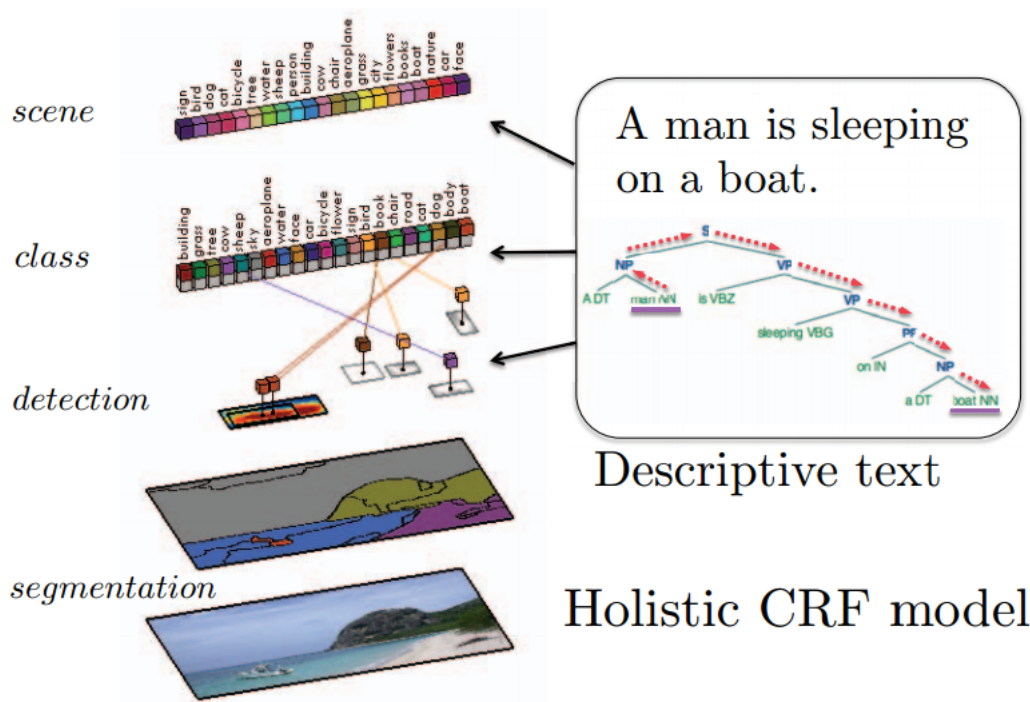 sign
bird
dog
cat
bicycle
tree
water
sheep
person
building
cow
chair
aeroplane
grass
city
flowers
books
boat
nature
car
face
scene
A man is sleeping
on a boat.
building
grass
tree
cow
sheep
sky
aeroplane
water
face
car
bicycle
flower
sign
bird
book
chair
road
cat
dog
body
boat
class
S
NP
VP
A DT
man NN
is VBZ
VP
sleeping VBG
PP
on IN
NP
a DT
boat NN
detection
Descriptive text
segmentation
Holistic CRF model